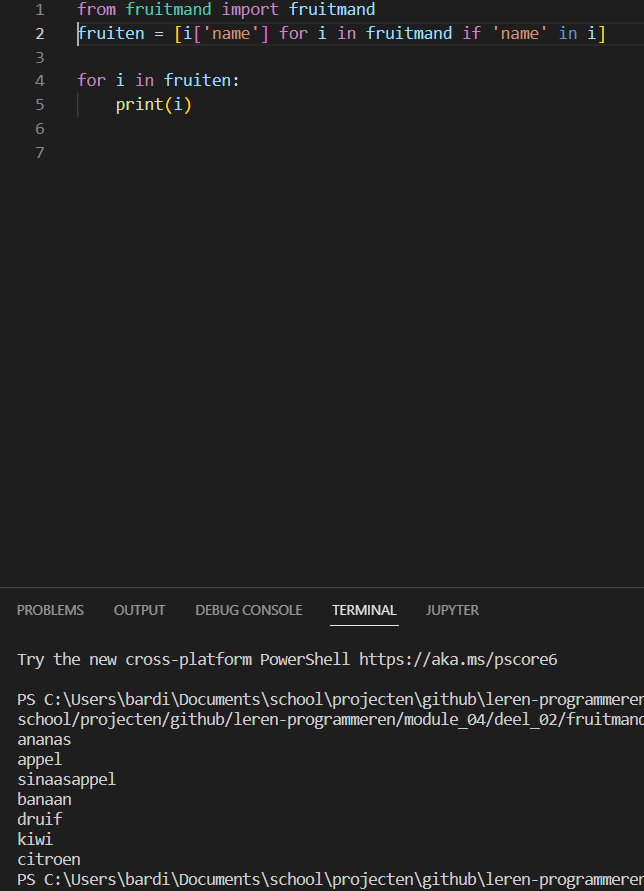 1 from fruitmand import fruitmand
2 fruiten = [i['name'] for i in fruitmand if 'name' in i]
3
4 for i in fruiten:
5     print(i)
6
7
PROBLEMS OUTPUT DEBUG CONSOLE TERMINAL JUPYTER
Try the new cross-platform PowerShell https://aka.ms/pscore6
PS C:\Users\bardi\Documents\school\projecten\github\leren-programmeren
school/projecten/github/leren-programmeren/module_04/deel_02/fruitmand
ananas
appel
sinaasappel
banaan
druif
kiwi
citroen
PS C:\Users\bardi\Documents\school\projecten\github\leren-programmeren